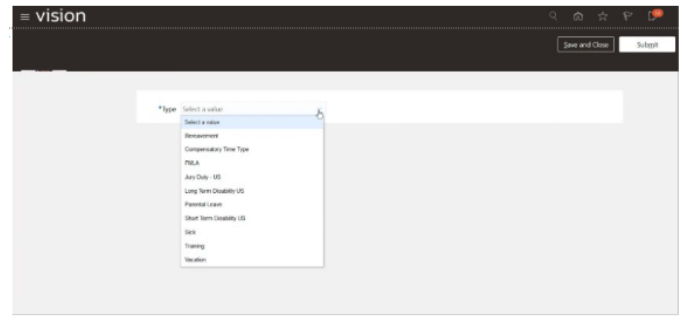 vision
Save and Close
Submit
*Type Select a value
Select a value
Bereavement
Compensatory Time Type
FMLA
Jury Duty - US
Long Term Disability US
Parental Leave
Short Term Disability US
Sick
Training
Vacation